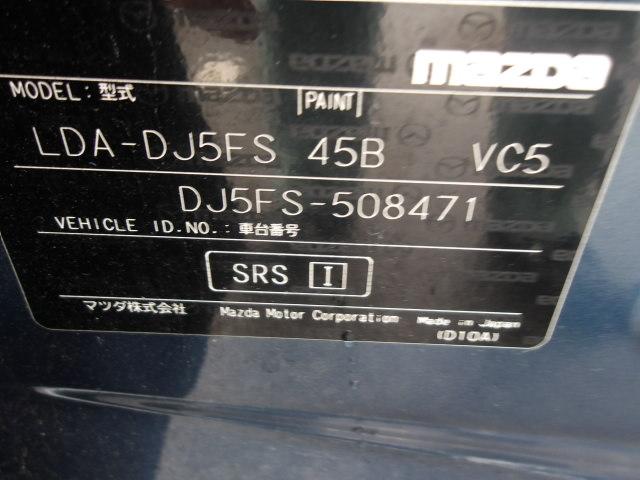 mazda
MODEL: 型式 PAINT
LDA-DJ5FS 45B VC5
DJ5FS-508471
VEHICLE ID.NO.: 車台番号
SRS I
マツダ株式会社 Mazda Motor Corporation Made in Japan
(D10A)